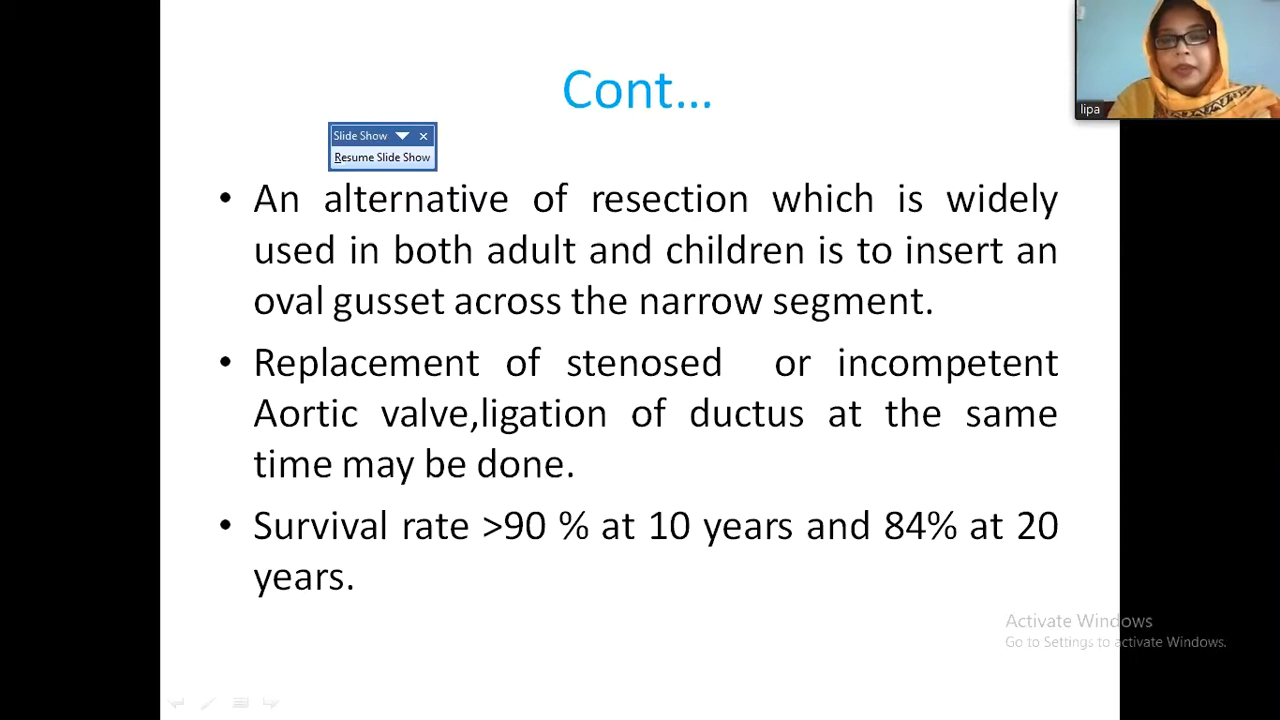 Cont...
lipa
Slide Show
Resume Slide Show
• An alternative of resection which is widely
used in both adult and children is to insert an
oval gusset across the narrow segment.
• Replacement of stenosed or incompetent
Aortic valve,ligation of ductus at the same
time may be done.
• Survival rate >90 % at 10 years and 84% at 20
years.
Activate Windows
Go to Settings to activate Windows.